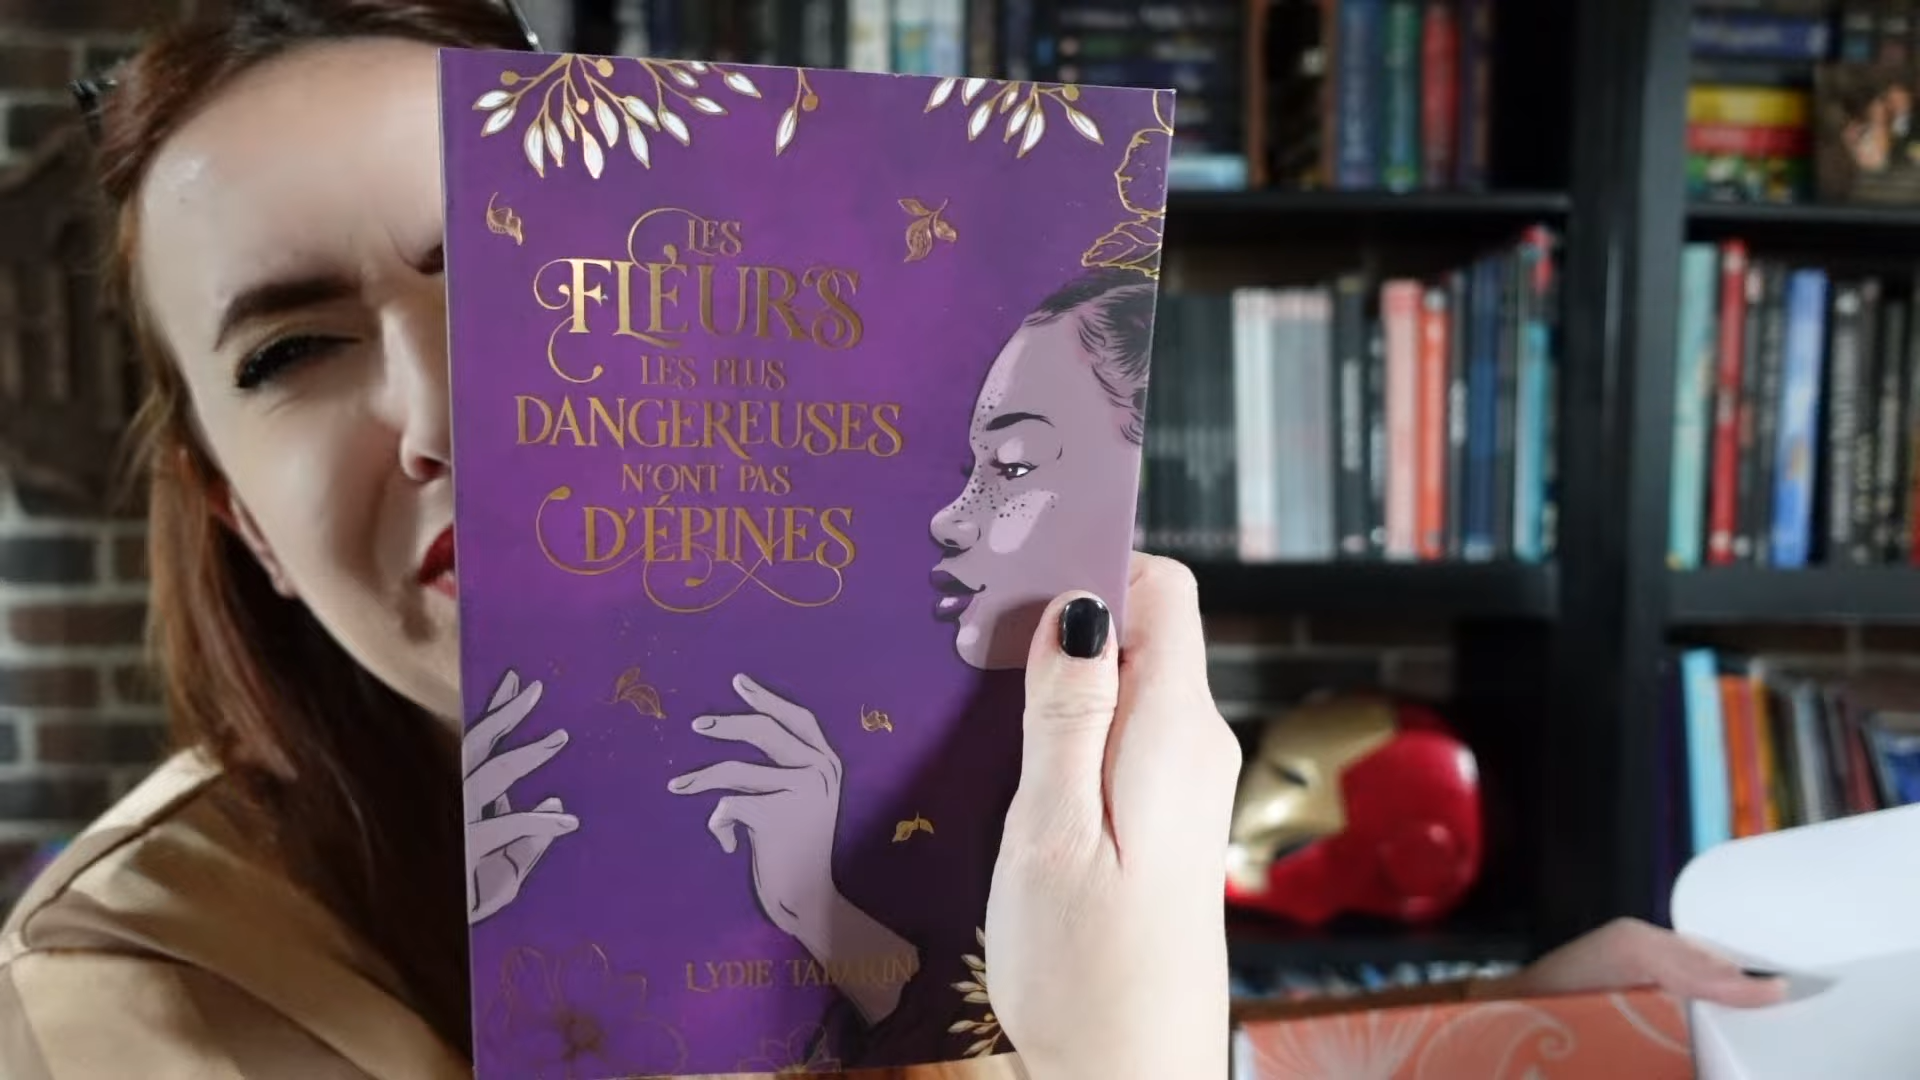 LES
FLEURS
LES PLUS
DANGEREUSES
N'ONT PAS
D'ÉPINES
LYDIE